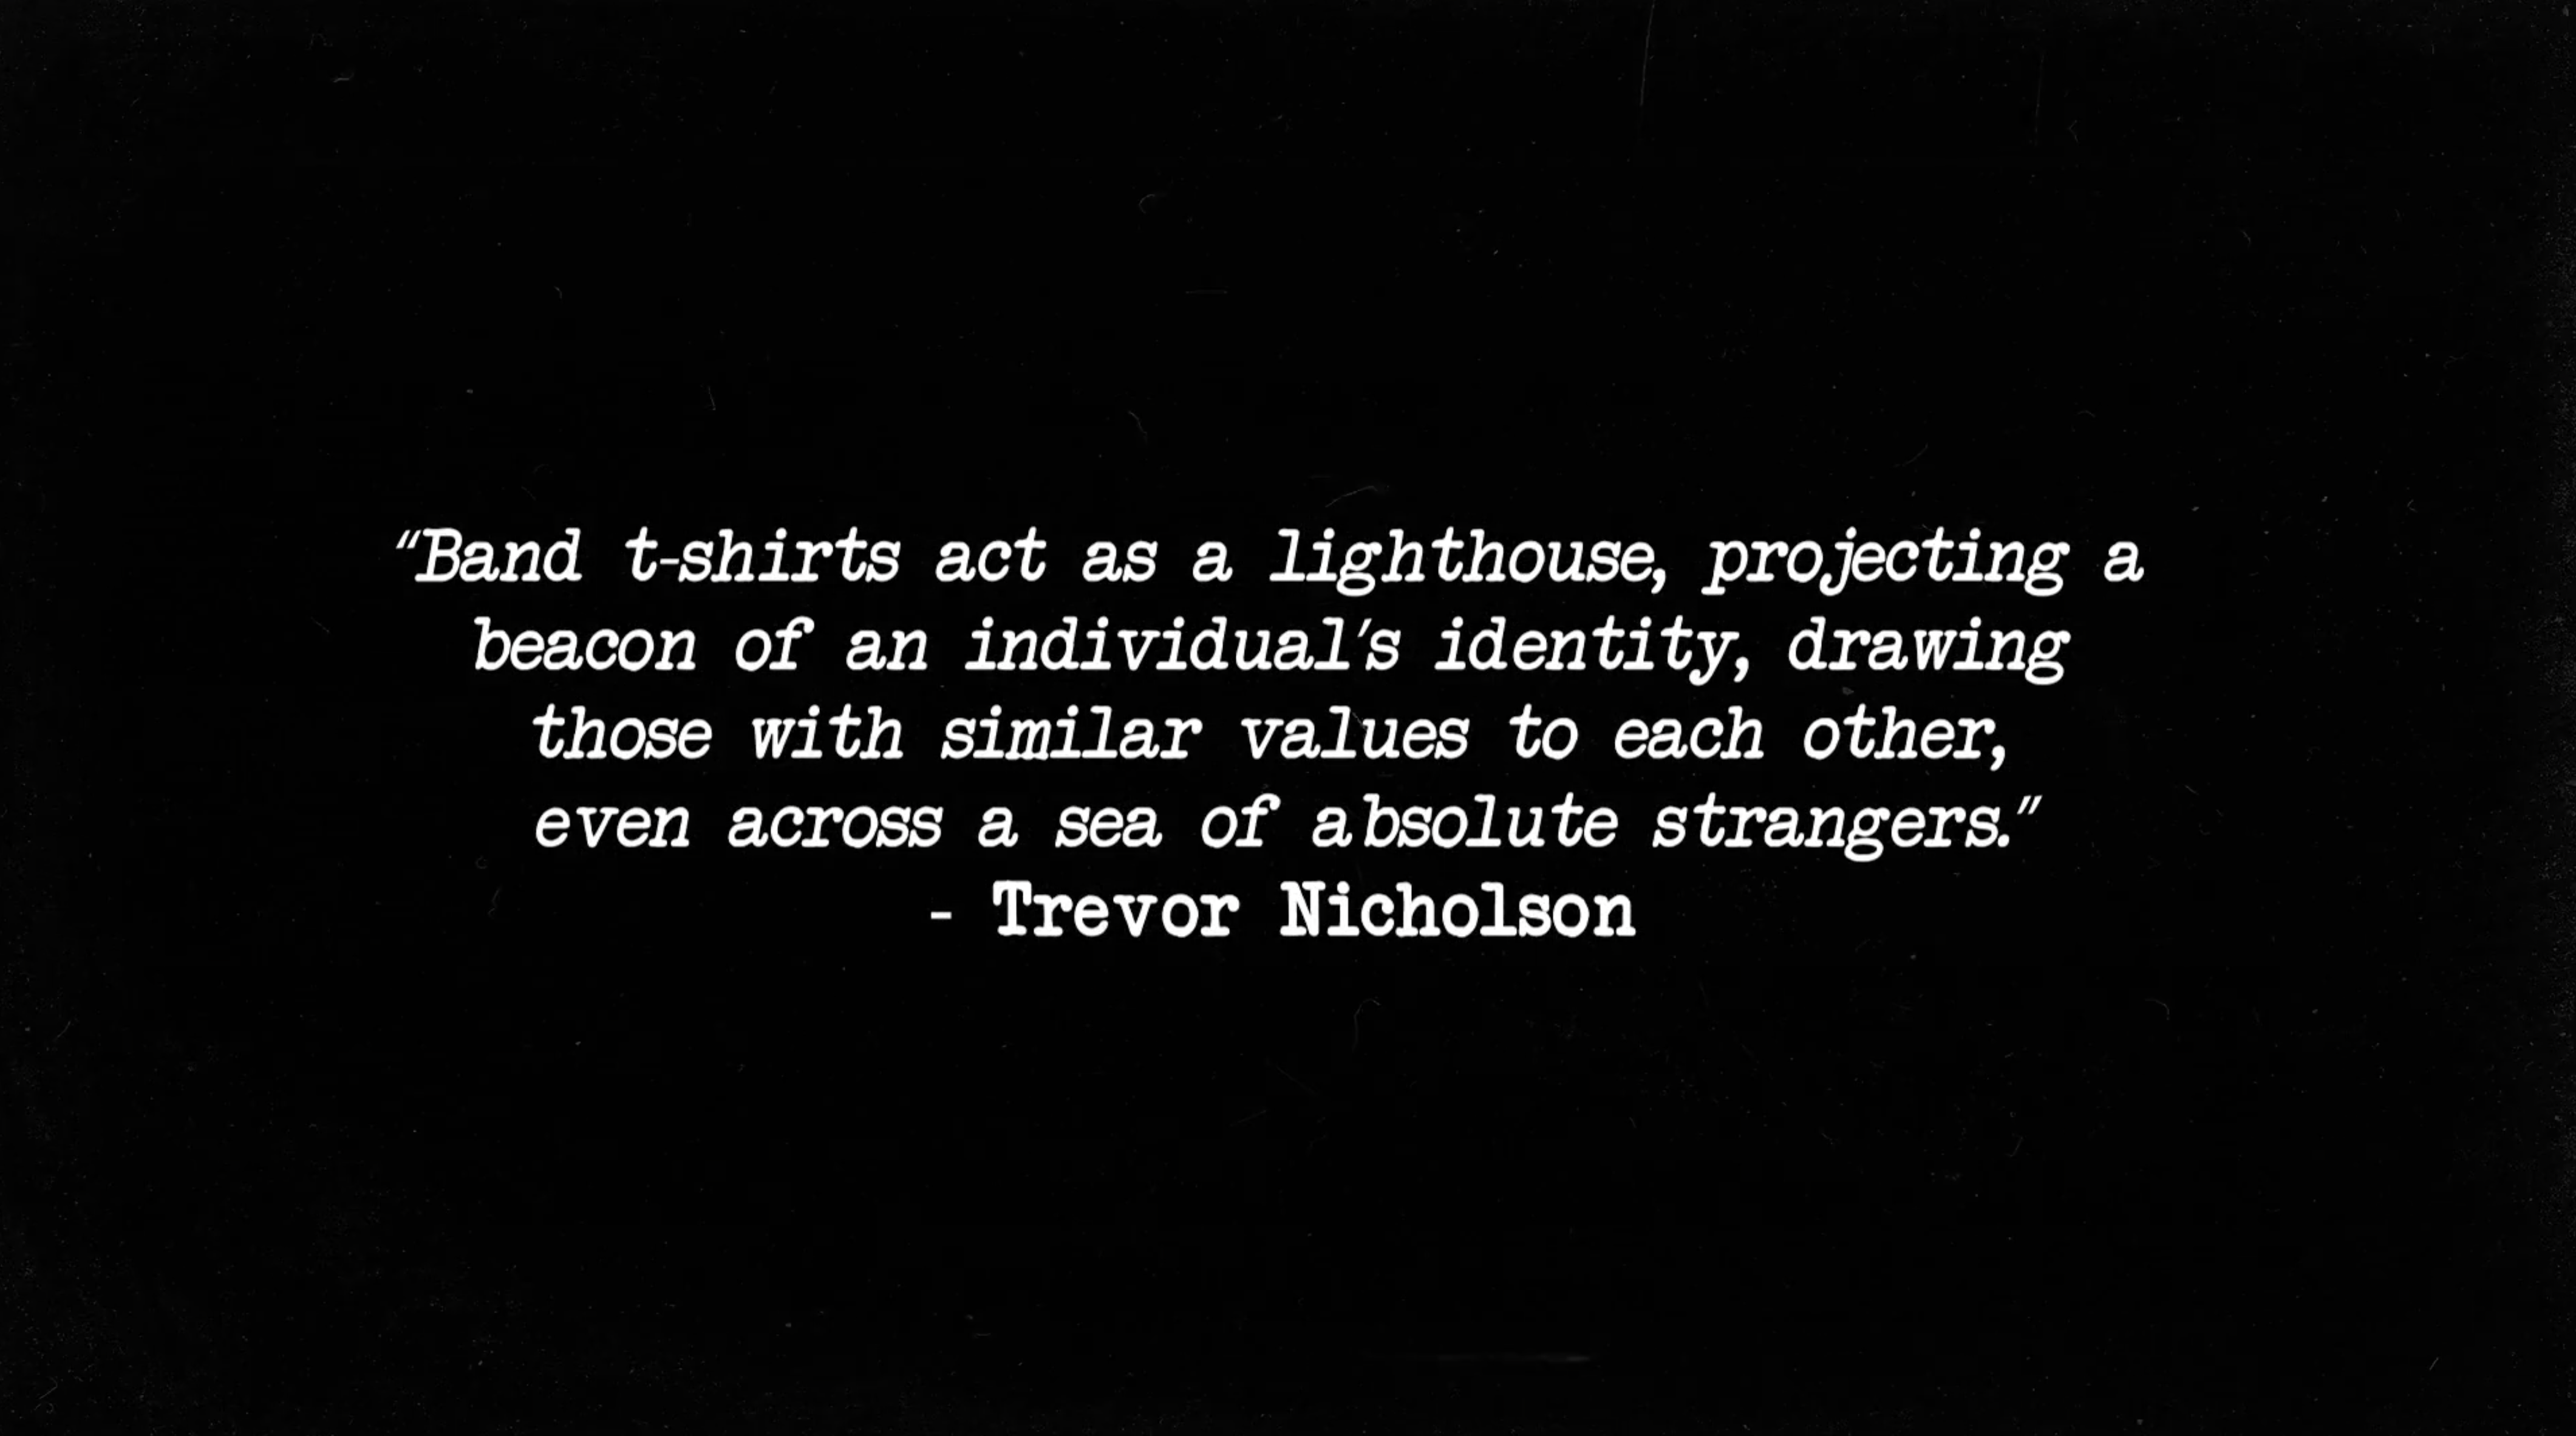 “Band t-shirts act as a lighthouse, projecting a
beacon of an individual's identity, drawing
those with similar values to each other,
even across a sea of absolute strangers.”
- Trevor Nicholson